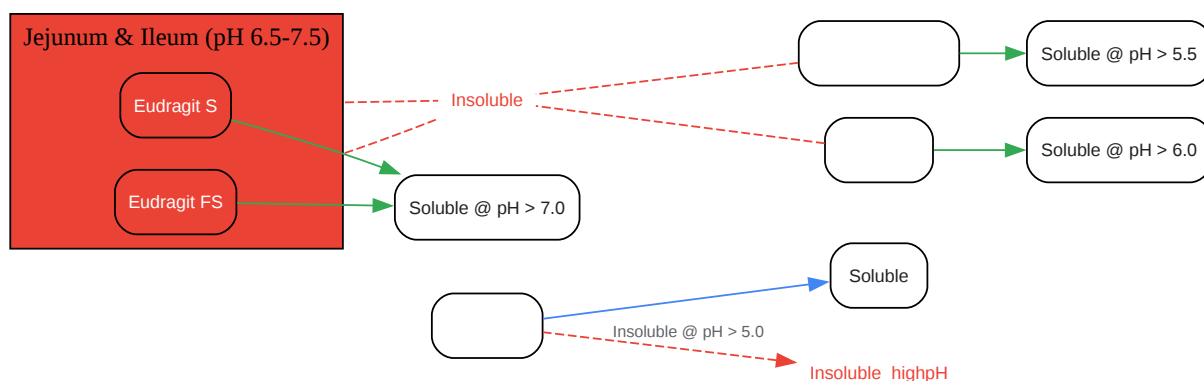 Jejunum & Ileum (pH 6.5-7.5)
Eudragit S
Eudragit FS
Insoluble
Soluble @ pH > 7.0
Soluble @ pH > 5.5
Soluble @ pH > 6.0
Soluble
Insoluble @ pH > 5.0
Insoluble_highpH